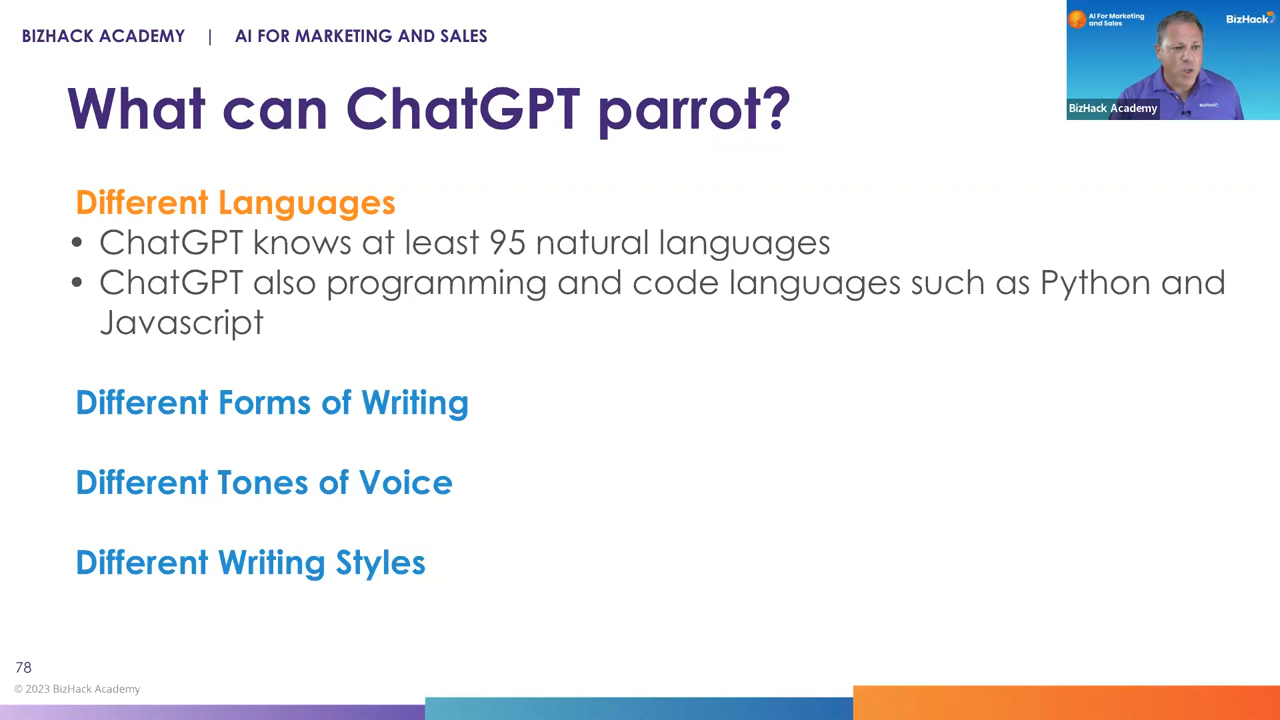 BIZHACK ACADEMY | AI FOR MARKETING AND SALES
AI For Marketing
and Sales
BizHack
BizHack Academy
What can ChatGPT parrot?
Different Languages
• ChatGPT knows at least 95 natural languages
• ChatGPT also programming and code languages such as Python and
Javascript
Different Forms of Writing
Different Tones of Voice
Different Writing Styles
78
© 2023 BizHack Academy